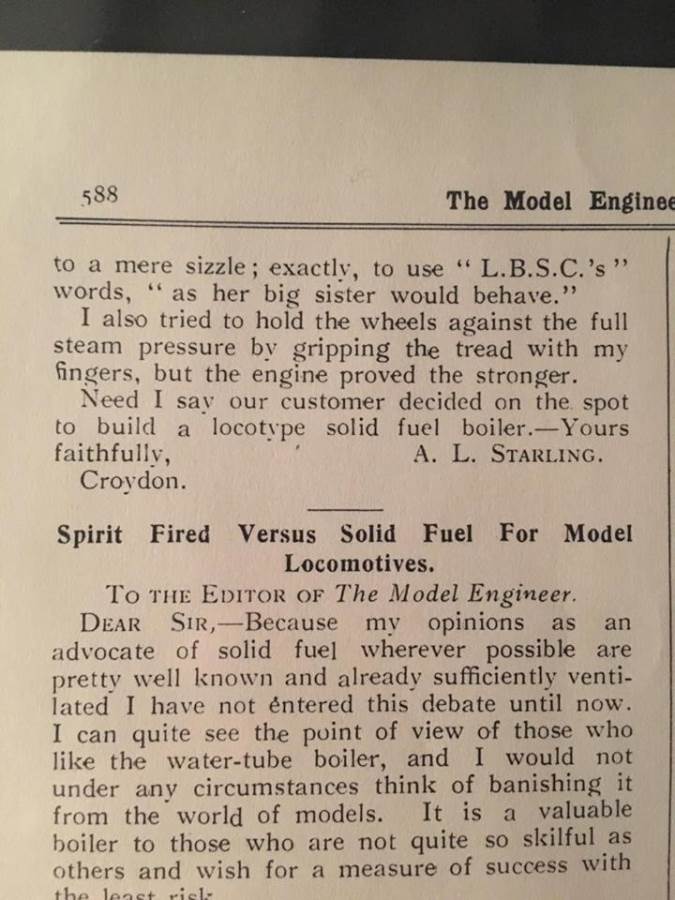 588
The Model Enginee
to a mere sizzle; exactly, to use “ L.B.S.C.'s ”
words, “ as her big sister would behave.”
I also tried to hold the wheels against the full
steam pressure by gripping the tread with my
fingers, but the engine proved the stronger.
Need I say our customer decided on the spot
to build a locotype solid fuel boiler.—Yours
faithfully, A. L. STARLING.
Croydon.
Spirit Fired Versus Solid Fuel For Model
Locomotives.
TO THE EDITOR OF The Model Engineer.
DEAR SIR,—Because my opinions as an
advocate of solid fuel wherever possible are
pretty well known and already sufficiently venti-
lated I have not entered this debate until now.
I can quite see the point of view of those who
like the water-tube boiler, and I would not
under any circumstances think of banishing it
from the world of models. It is a valuable
boiler to those who are not quite so skilful as
others and wish for a measure of success with
the least risk